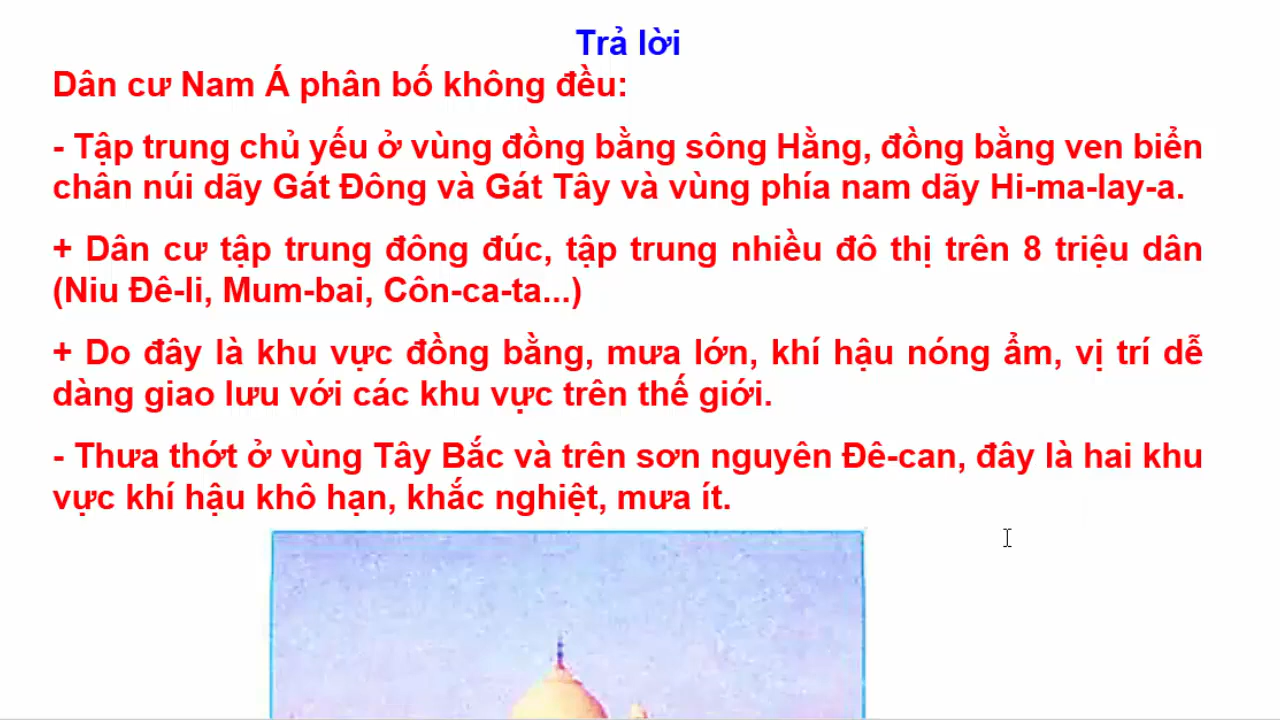 Trả lời
Dân cư Nam Á phân bố không đều:
- Tập trung chủ yếu ở vùng đồng bằng sông Hằng, đồng bằng ven biển
chân núi dãy Gát Đông và Gát Tây và vùng phía nam dãy Hi-ma-lay-a.
+ Dân cư tập trung đông đúc, tập trung nhiều đô thị trên 8 triệu dân
(Niu Đê-li, Mum-bai, Côn-ca-ta...)
+ Do đây là khu vực đồng bằng, mưa lớn, khí hậu nóng ẩm, vị trí dễ
dàng giao lưu với các khu vực trên thế giới.
- Thưa thớt ở vùng Tây Bắc và trên sơn nguyên Đê-can, đây là hai khu
vực khí hậu khô hạn, khắc nghiệt, mưa ít.